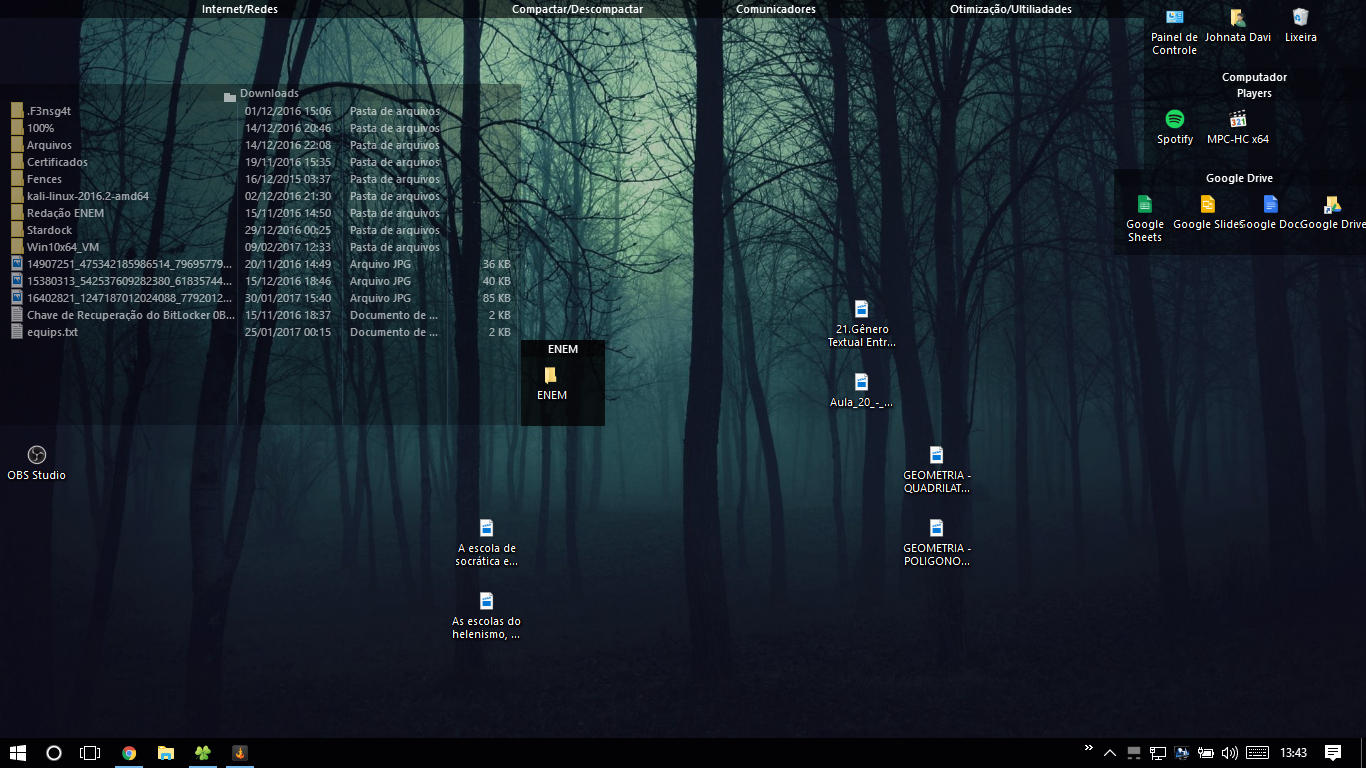 Internet/Redes
Compactar/Descompactar
Comunicadores
Otimização/Ultiliadades
Painel de
Controle
Johnata Davi
Lixeira
Computador
Players
Spotify
MPC-HC x64
Google Drive
Google
Sheets
Google Slides
Google Doc
Google Drive
Downloads
.F3nsg4t 01/12/2016 15:06 Pasta de arquivos
100% 14/12/2016 20:46 Pasta de arquivos
Arquivos 14/12/2016 22:08 Pasta de arquivos
Certificados 19/11/2016 15:35 Pasta de arquivos
Fences 16/12/2015 03:37 Pasta de arquivos
kali-linux-2016.2-amd64 02/12/2016 21:30 Pasta de arquivos
Redação ENEM 15/11/2016 14:50 Pasta de arquivos
Stardock 29/12/2016 00:25 Pasta de arquivos
Win10x64_VM 09/02/2017 12:33 Pasta de arquivos
14907251_475342185986514_79695779... 20/11/2016 14:49 Arquivo JPG 36 KB
15380313_542537609282380_61835744... 15/12/2016 18:46 Arquivo JPG 40 KB
16402821_1247187012024088_7792012... 30/01/2017 15:40 Arquivo JPG 85 KB
Chave de Recuperação do BitLocker 0B... 15/11/2016 18:37 Documento de ... 2 KB
equips.txt 25/01/2017 00:15 Documento de ... 2 KB
ENEM
ENEM
21.Gênero
Textual Entr...
Aula_20_-_...
OBS Studio
GEOMETRIA -
QUADRILAT...
GEOMETRIA -
POLIGONO...
A escola de
socrática e...
As escolas do
helenismo, ...
13:43